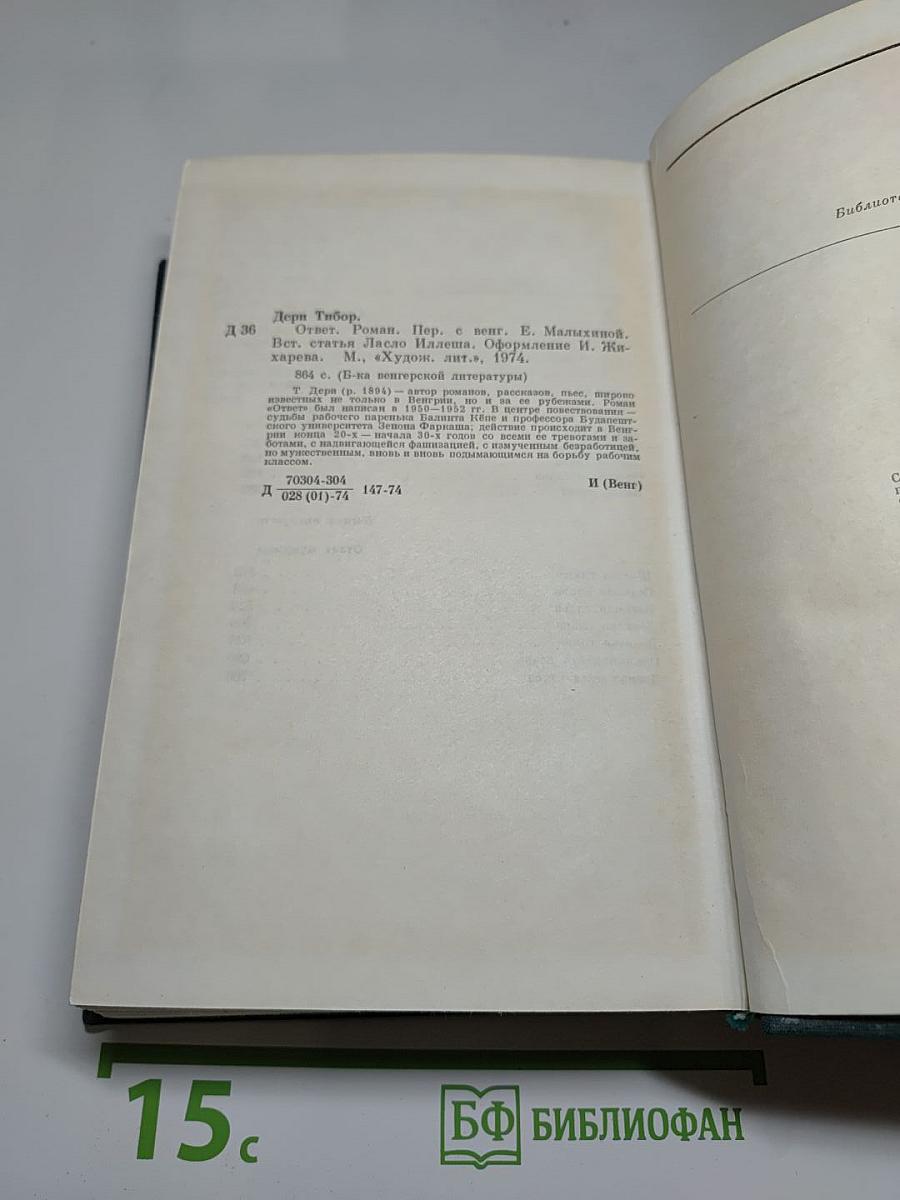 Дери Тибор.
Д 36 Ответ. Роман. Пер. с венг. Е. Малыхиной.
Вст. статья Ласло Иллеша. Оформление И. Жи-
харева. М., «Худож. лит.», 1974.
864 с. (Б-ка венгерской литературы)
Т Дери (р. 1894) — автор романов, рассказов, пьес, широко
известных не только в Венгрии, но и за ее рубежами. Роман
«Ответ» был написан в 1950—1952 гг. В центре повествования —
судьбы рабочего паренька Балинта Кёпе и профессора Будапешт-
ского университета Зенона Фаркаша; действие происходит в Венг-
рии конца 20-х — начала 30-х годов со всеми ее тревогами и за-
ботами, с надвигающейся фашизацией, с измученным безработицей,
но мужественным, вновь и вновь подымающимся на борьбу рабочим
классом.
Д 70304-304
028 (01)-74 147-74 И (Венг)
Библиоте
15 с
БФ БИБЛИОФАН